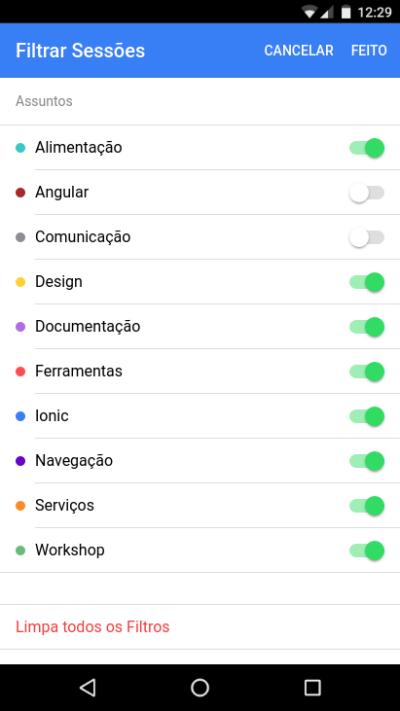 12:29
Filtrar Sessões CANCELAR FEITO
Assuntos
Alimentação
Angular
Comunicação
Design
Documentação
Ferramentas
Ionic
Navegação
Serviços
Workshop
Limpa todos os Filtros